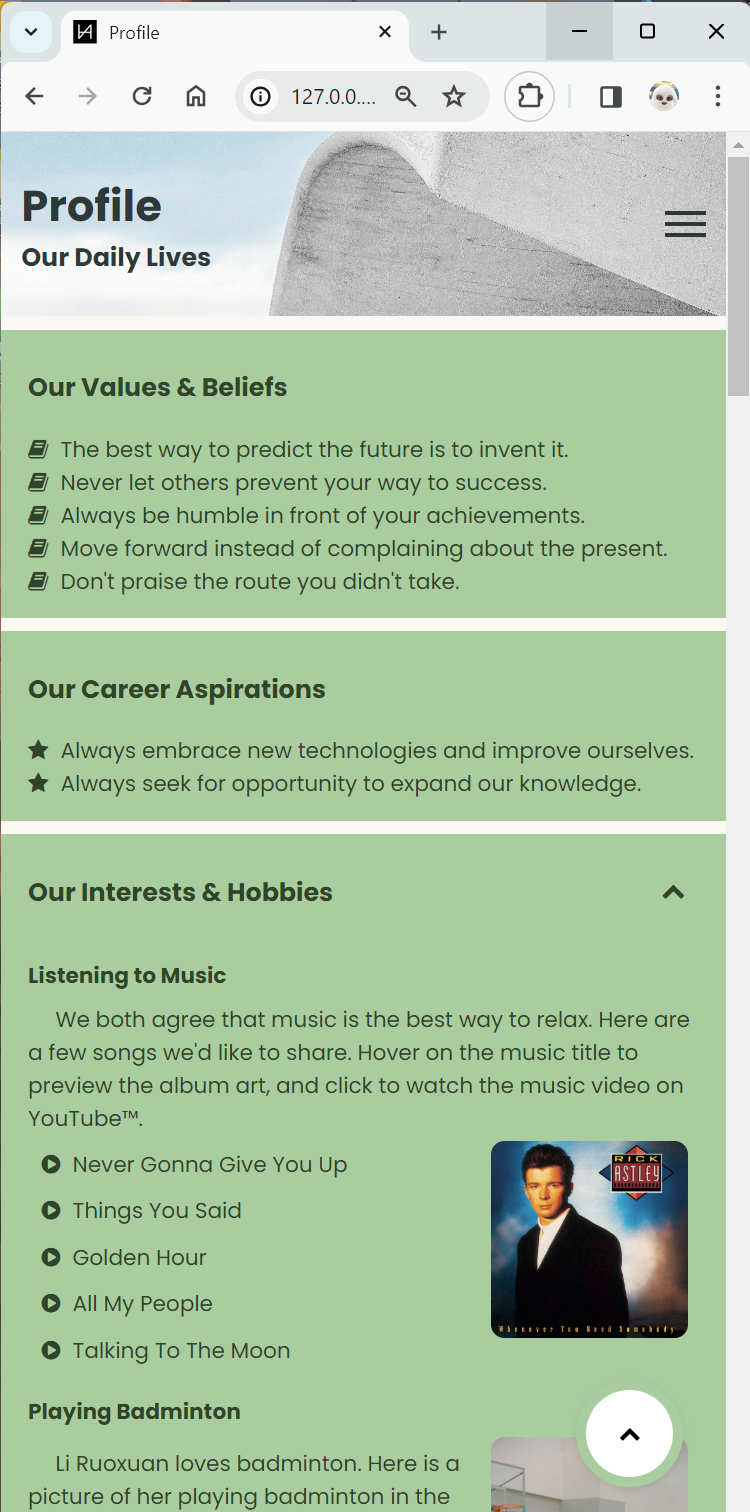 Profile
127.0.0....
Profile
Our Daily Lives
Our Values & Beliefs
The best way to predict the future is to invent it.
Never let others prevent your way to success.
Always be humble in front of your achievements.
Move forward instead of complaining about the present.
Don't praise the route you didn't take.
Our Career Aspirations
Always embrace new technologies and improve ourselves.
Always seek for opportunity to expand our knowledge.
Our Interests & Hobbies
Listening to Music
We both agree that music is the best way to relax. Here are
a few songs we'd like to share. Hover on the music title to
preview the album art, and click to watch the music video on
YouTube™.
Never Gonna Give You Up
Things You Said
Golden Hour
All My People
Talking To The Moon
RICK
ASTLEY
Whenever You Need Somebody
Playing Badminton
Li Ruoxuan loves badminton. Here is a
picture of her playing badminton in the